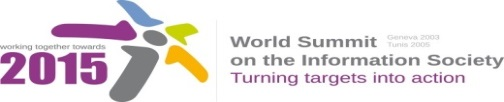 working together towards
2015
World Summit
Geneva 2003
Tunis 2005
on the Information Society
Turning targets into action